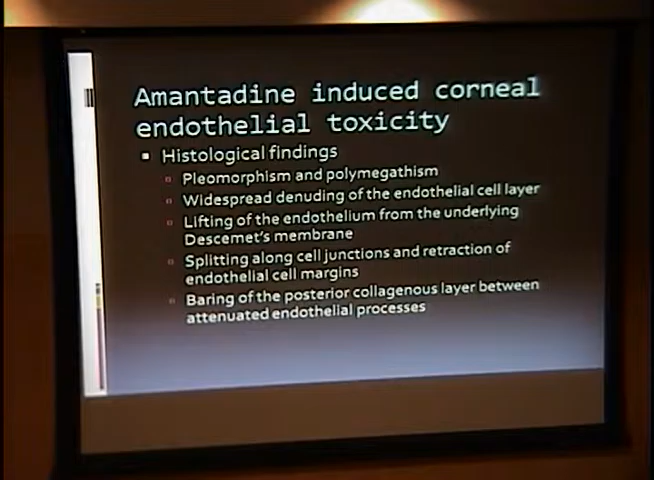 Amantadine induced corneal
endothelial toxicity
Histological findings
Pleomorphism and polymegathism
Widespread denuding of the endothelial cell layer
Lifting of the endothelium from the underlying
Descemet's membrane
Splitting along cell junctions and retraction of
endothelial cell margins
Baring of the posterior collagenous layer between
attenuated endothelial processes